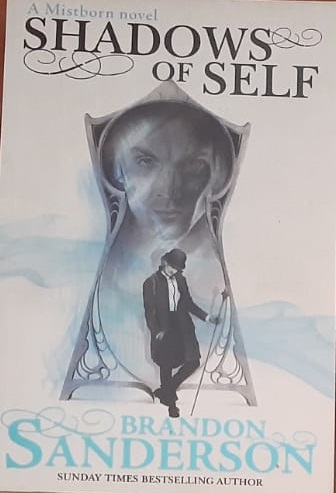 A Mistborn novel
SHADOWS
OF SELF
BRANDON
SANDERSON
SUNDAY TIMES BESTSELLING AUTHOR